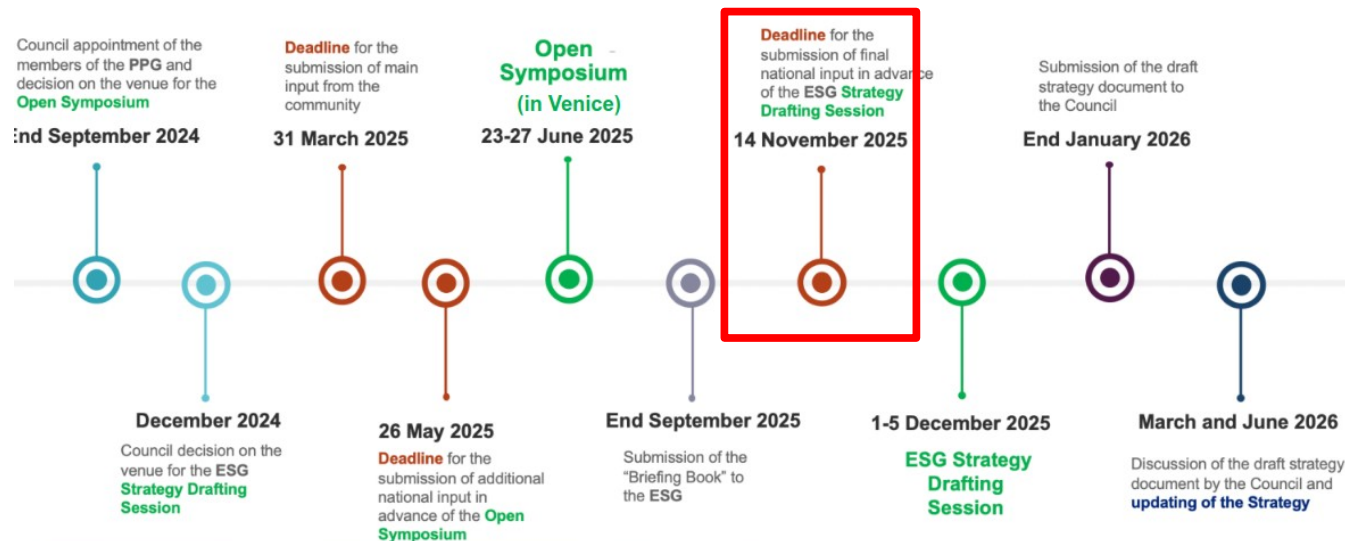 Council appointment of the
members of the PPG and
decision on the venue for the
Open Symposium
End September 2024
Deadline for the
submission of main
input from the
community
31 March 2025
Open
Symposium
(in Venice)
23-27 June 2025
Deadline for the
submission of final
national input in advance
of the ESG Strategy
Drafting Session
14 November 2025
Submission of the draft
strategy document to
the Council
End January 2026
December 2024
Council decision on the
venue for the ESG
Strategy Drafting
Session
26 May 2025
Deadline for the
submission of additional
national input in
advance of the Open
Symposium
End September 2025
Submission of the
“Briefing Book” to
the ESG
1-5 December 2025
ESG Strategy
Drafting
Session
March and June 2026
Discussion of the draft strategy
document by the Council and
updating of the Strategy